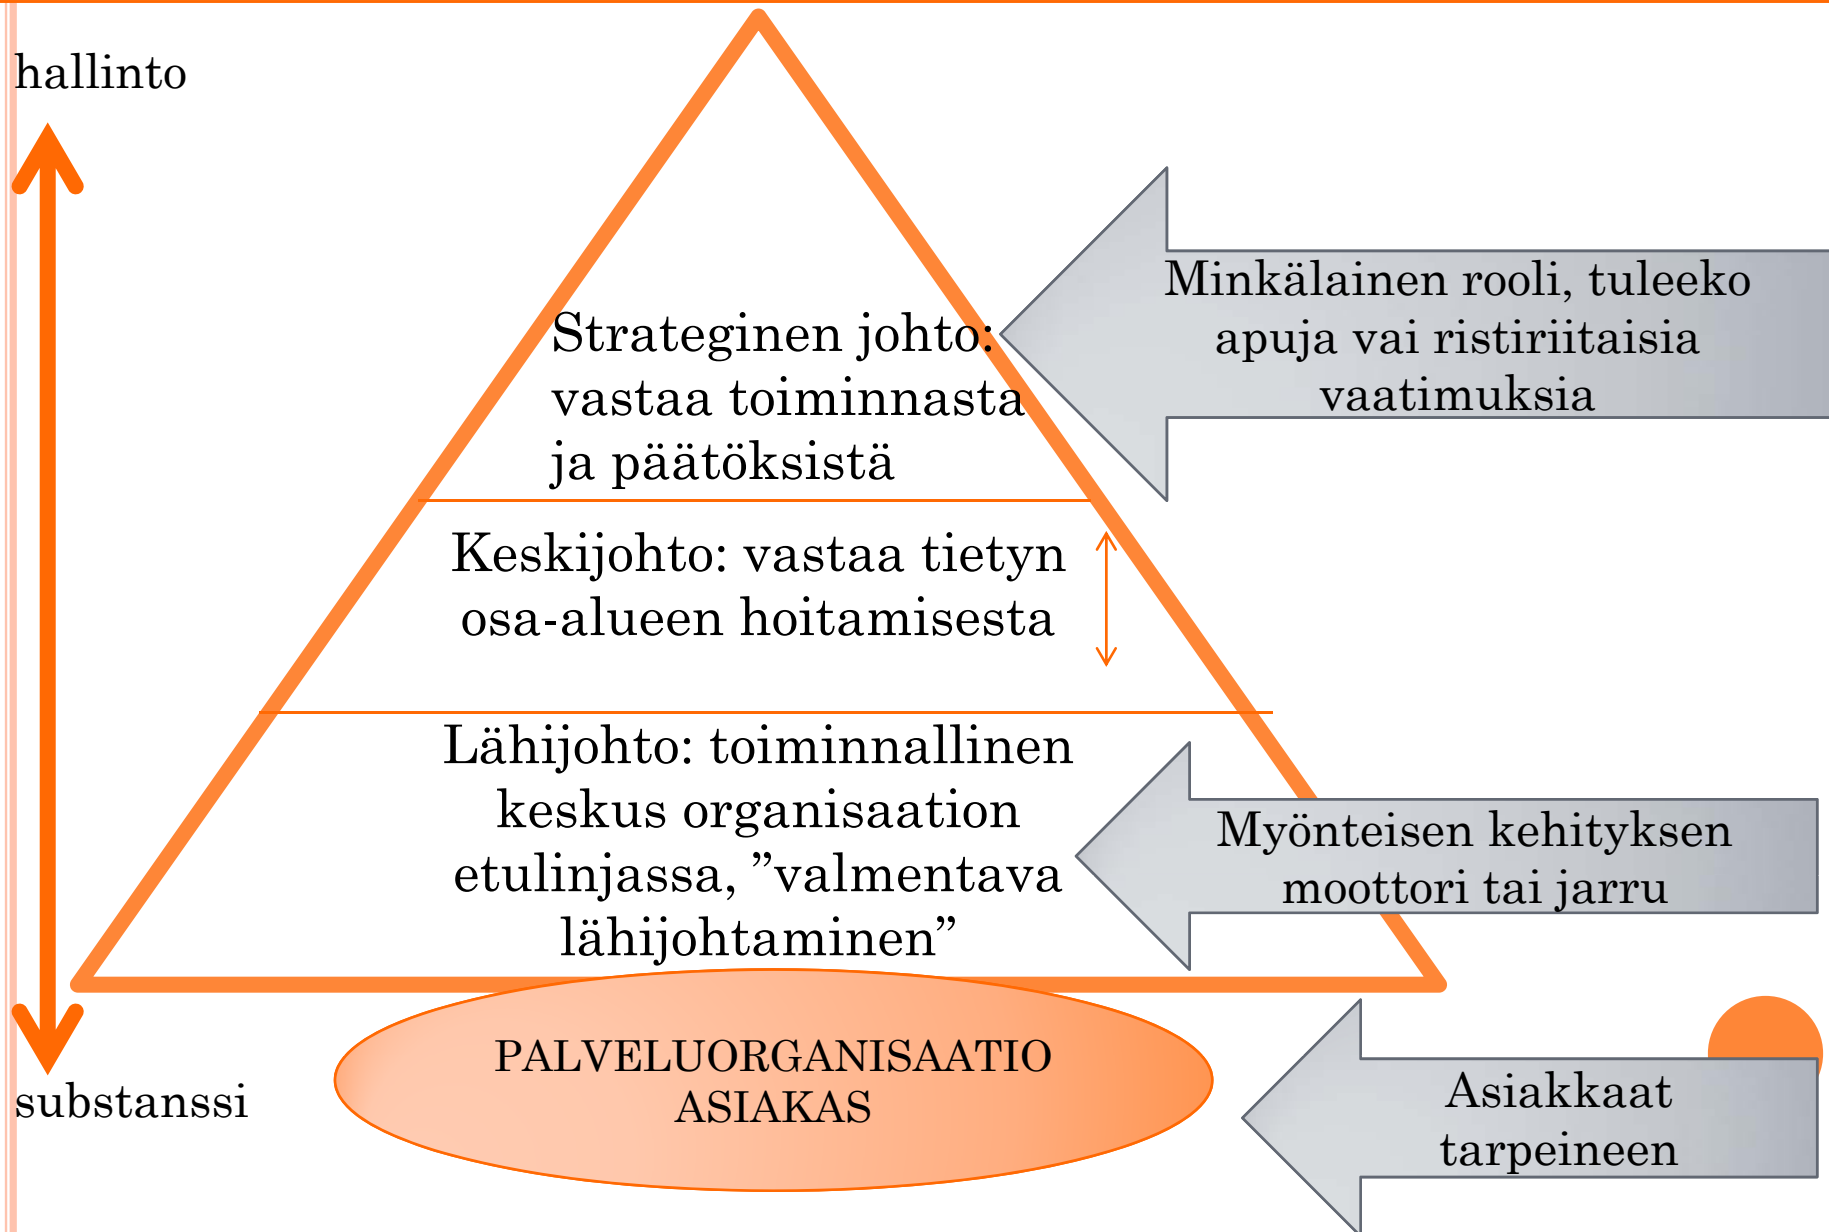 hallinto
Strateginen johto:
vastaa toiminnasta
ja päätöksistä
Minkälainen rooli, tuleeko
apuja vai ristiriitaisia
vaatimuksia
Keskijohto: vastaa tietyn
osa-alueen hoitamisesta
Lähijohto: toiminnallinen
keskus organisaation
etulinjassa, ”valmentava
lähijohtaminen”
Myönteisen kehityksen
moottori tai jarru
PALVELUORGANISAATIO
ASIAKAS
substanssi
Asiakkaat
tarpeineen